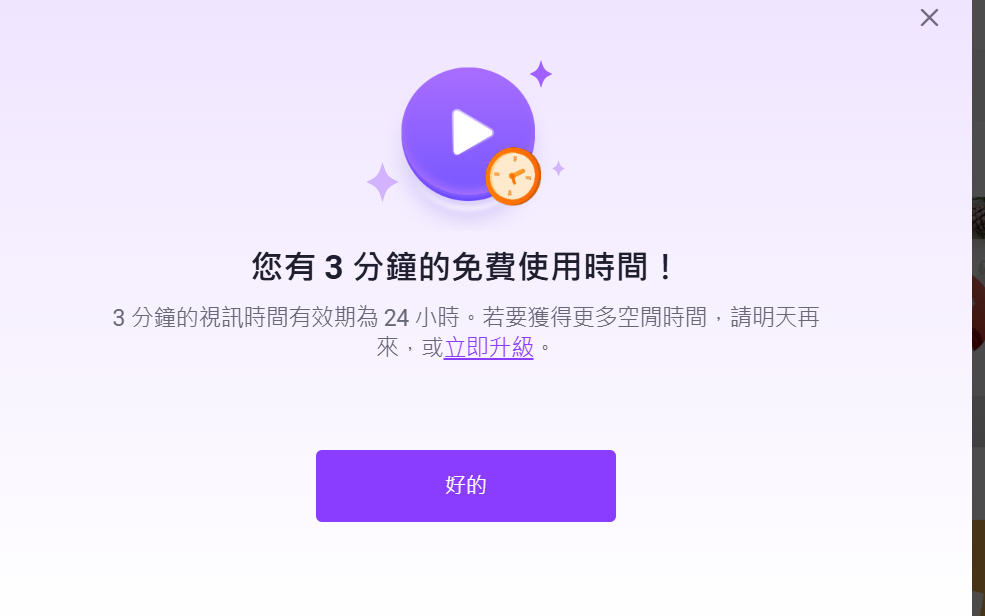 您有 3 分鐘的免費使用時間！
3 分鐘的視訊時間有效期為 24 小時。若要獲得更多空閒時間，請明天再
來，或立即升級。
好的